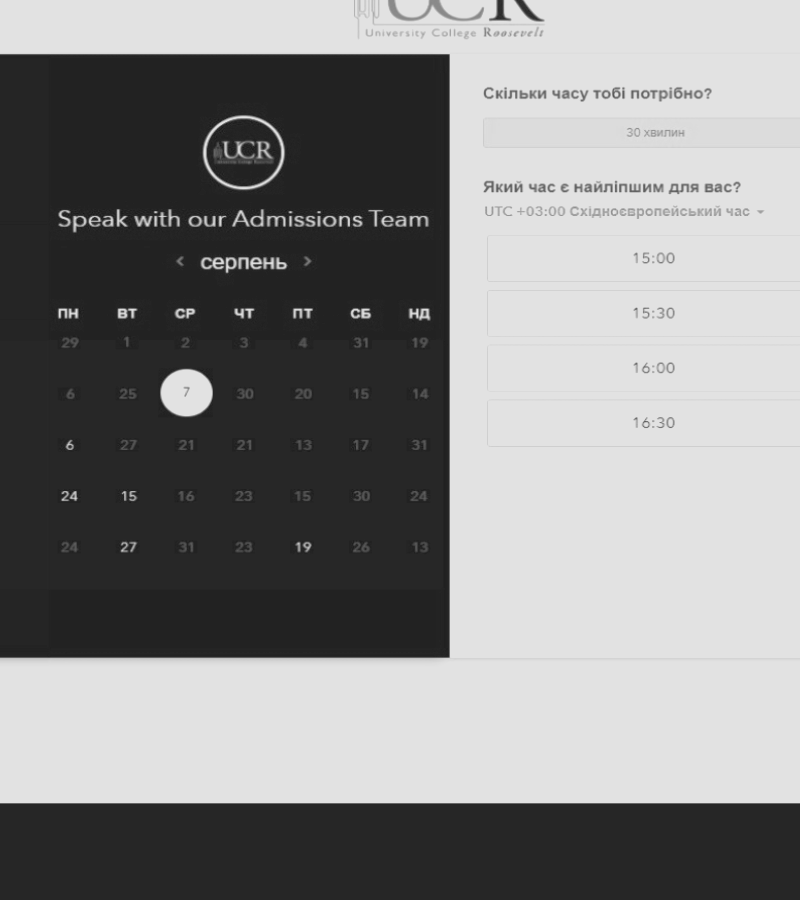 UCR
University College Roosevelt
UCR
Speak with our Admissions Team
серпень
ПН ВТ СР ЧТ ПТ СБ НД
29 1 2 3 4 31 19
6 25 7 30 20 15 14
6 27 21 21 13 17 31
24 15 16 23 15 30 24
24 27 31 23 19 26 13
Скільки часу тобі потрібно?
30 хвилин
Який час є найліпшим для вас?
UTC +03:00 Східноєвропейський час
15:00
15:30
16:00
16:30